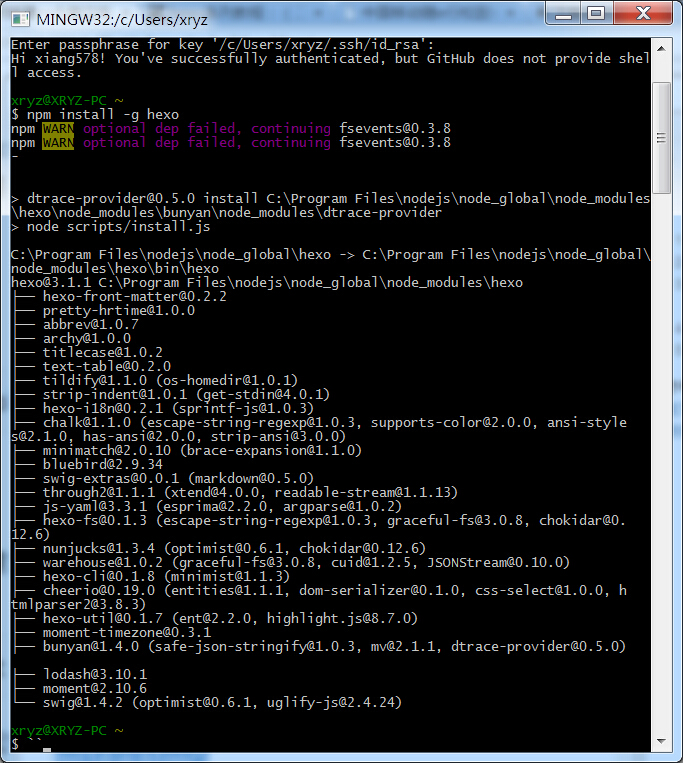 MINGW32:/c/Users/xryz
Enter passphrase for key '/c/Users/xryz/.ssh/id_rsa':
Hi xiang578! You've successfully authenticated, but GitHub does not provide shel
l access.
xryz@XRYZ-PC ~
$ npm install -g hexo
npm WARN optional dep failed, continuing fsevents@0.3.8
npm WARN optional dep failed, continuing fsevents@0.3.8
-
> dtrace-provider@0.5.0 install C:\Program Files\nodejs\node_global\node_modules
\hexo\node_modules\bunyan\node_modules\dtrace-provider
> node scripts/install.js
C:\Program Files\nodejs\node_global\hexo -> C:\Program Files\nodejs\node_global\
node_modules\hexo\bin\hexo
hexo@3.1.1 C:\Program Files\nodejs\node_global\node_modules\hexo
├── hexo-front-matter@0.2.2
├── pretty-hrtime@1.0.0
├── abbrev@1.0.7
├── archy@1.0.0
├── titlecase@1.0.2
├── text-table@0.2.0
├── tildify@1.1.0 (os-homedir@1.0.1)
├── strip-indent@1.0.1 (get-stdin@4.0.1)
├── hexo-i18n@0.2.1 (sprintf-js@1.0.3)
├── chalk@1.1.0 (escape-string-regexp@1.0.3, supports-color@2.0.0, ansi-style
s@2.1.0, has-ansi@2.0.0, strip-ansi@3.0.0)
├── minimatch@2.0.10 (brace-expansion@1.1.0)
├── bluebird@2.9.34
├── swig-extras@0.0.1 (markdown@0.5.0)
├── through2@1.1.1 (xtend@4.0.0, readable-stream@1.1.13)
├── js-yaml@3.3.1 (esprima@2.2.0, argparse@1.0.2)
├── hexo-fs@0.1.3 (escape-string-regexp@1.0.3, graceful-fs@3.0.8, chokidar@0.
12.6)
├── nunjucks@1.3.4 (optimist@0.6.1, chokidar@0.12.6)
├── warehouse@1.0.2 (graceful-fs@3.0.8, cuid@1.2.5, JSONStream@0.10.0)
├── hexo-cli@0.1.8 (minimist@1.1.3)
├── cheerio@0.19.0 (entities@1.1.1, dom-serializer@0.1.0, css-select@1.0.0, h
tmlparser2@3.8.3)
├── hexo-util@0.1.7 (ent@2.2.0, highlight.js@8.7.0)
├── moment-timezone@0.3.1
├── bunyan@1.4.0 (safe-json-stringify@1.0.3, mv@2.1.1, dtrace-provider@0.5.0)
├── lodash@3.10.1
├── moment@2.10.6
└── swig@1.4.2 (optimist@0.6.1, uglify-js@2.4.24)
xryz@XRYZ-PC ~
$ ``